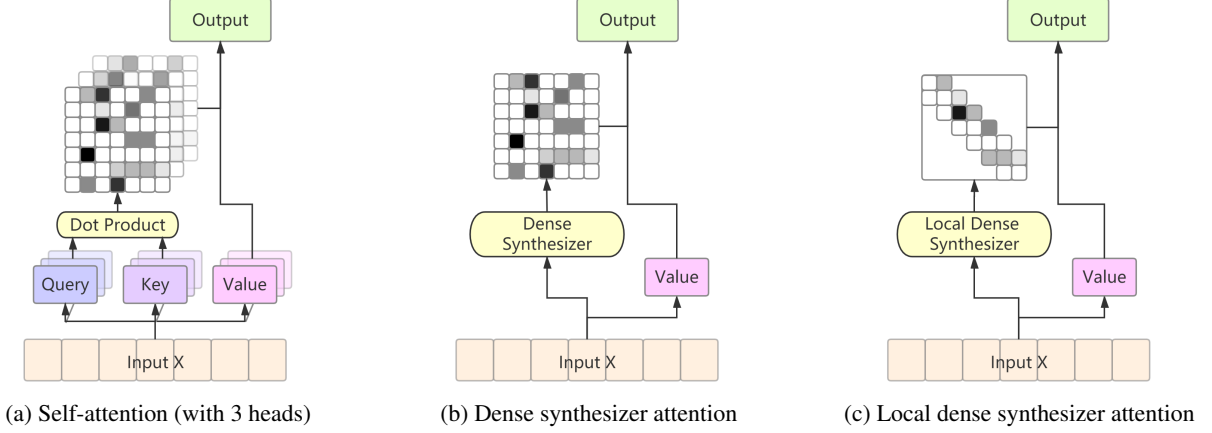 Output
Dot Product
Query
Key
Value
Input X
(a) Self-attention (with 3 heads)
Output
Dense
Synthesizer
Value
Input X
(b) Dense synthesizer attention
Output
Local Dense
Synthesizer
Value
Input X
(c) Local dense synthesizer attention